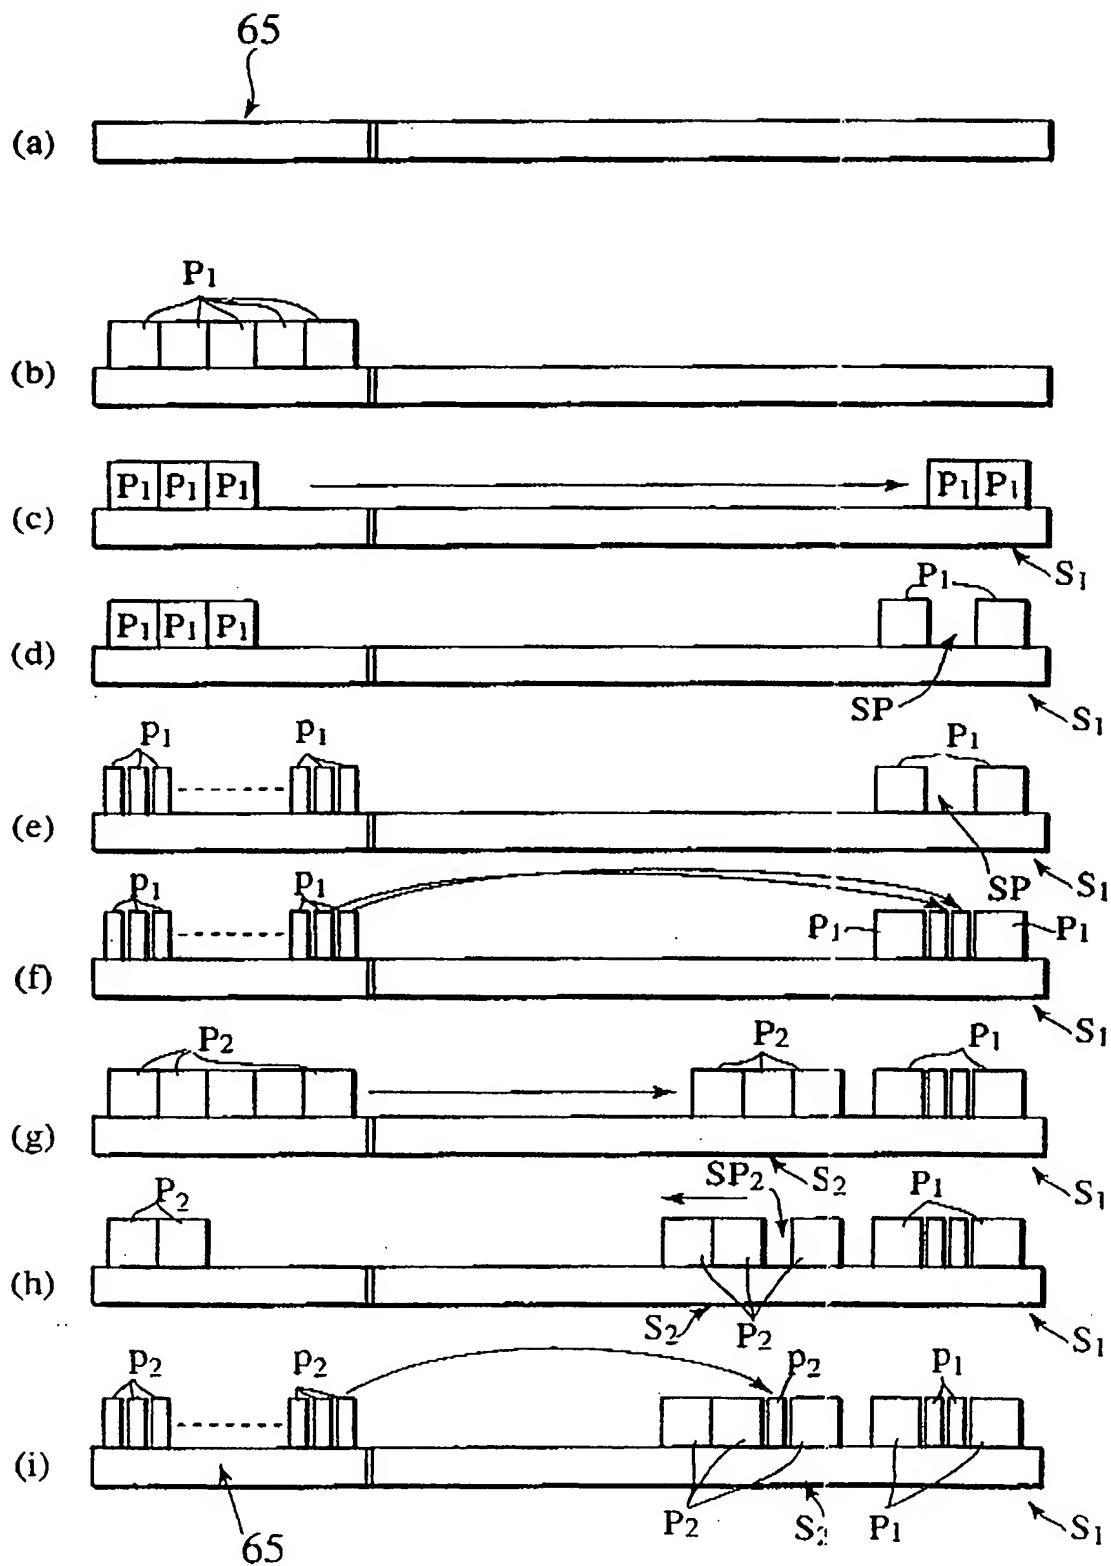 65
(a)
P1
(b)
P1 P1 P1 P1 P1
(c)
S1
P1
P1 P1 P1
(d)
SP S1
p1 p1 P1
(e)
SP S1
p1 p1
P1 P1
(f)
S1
P2 P2 P1
(g)
S2 S1
P2 SP2 P1
(h)
S2 P2 S1
p2 p2 p2 p1
(i)
P2 S2 P1 S1
65